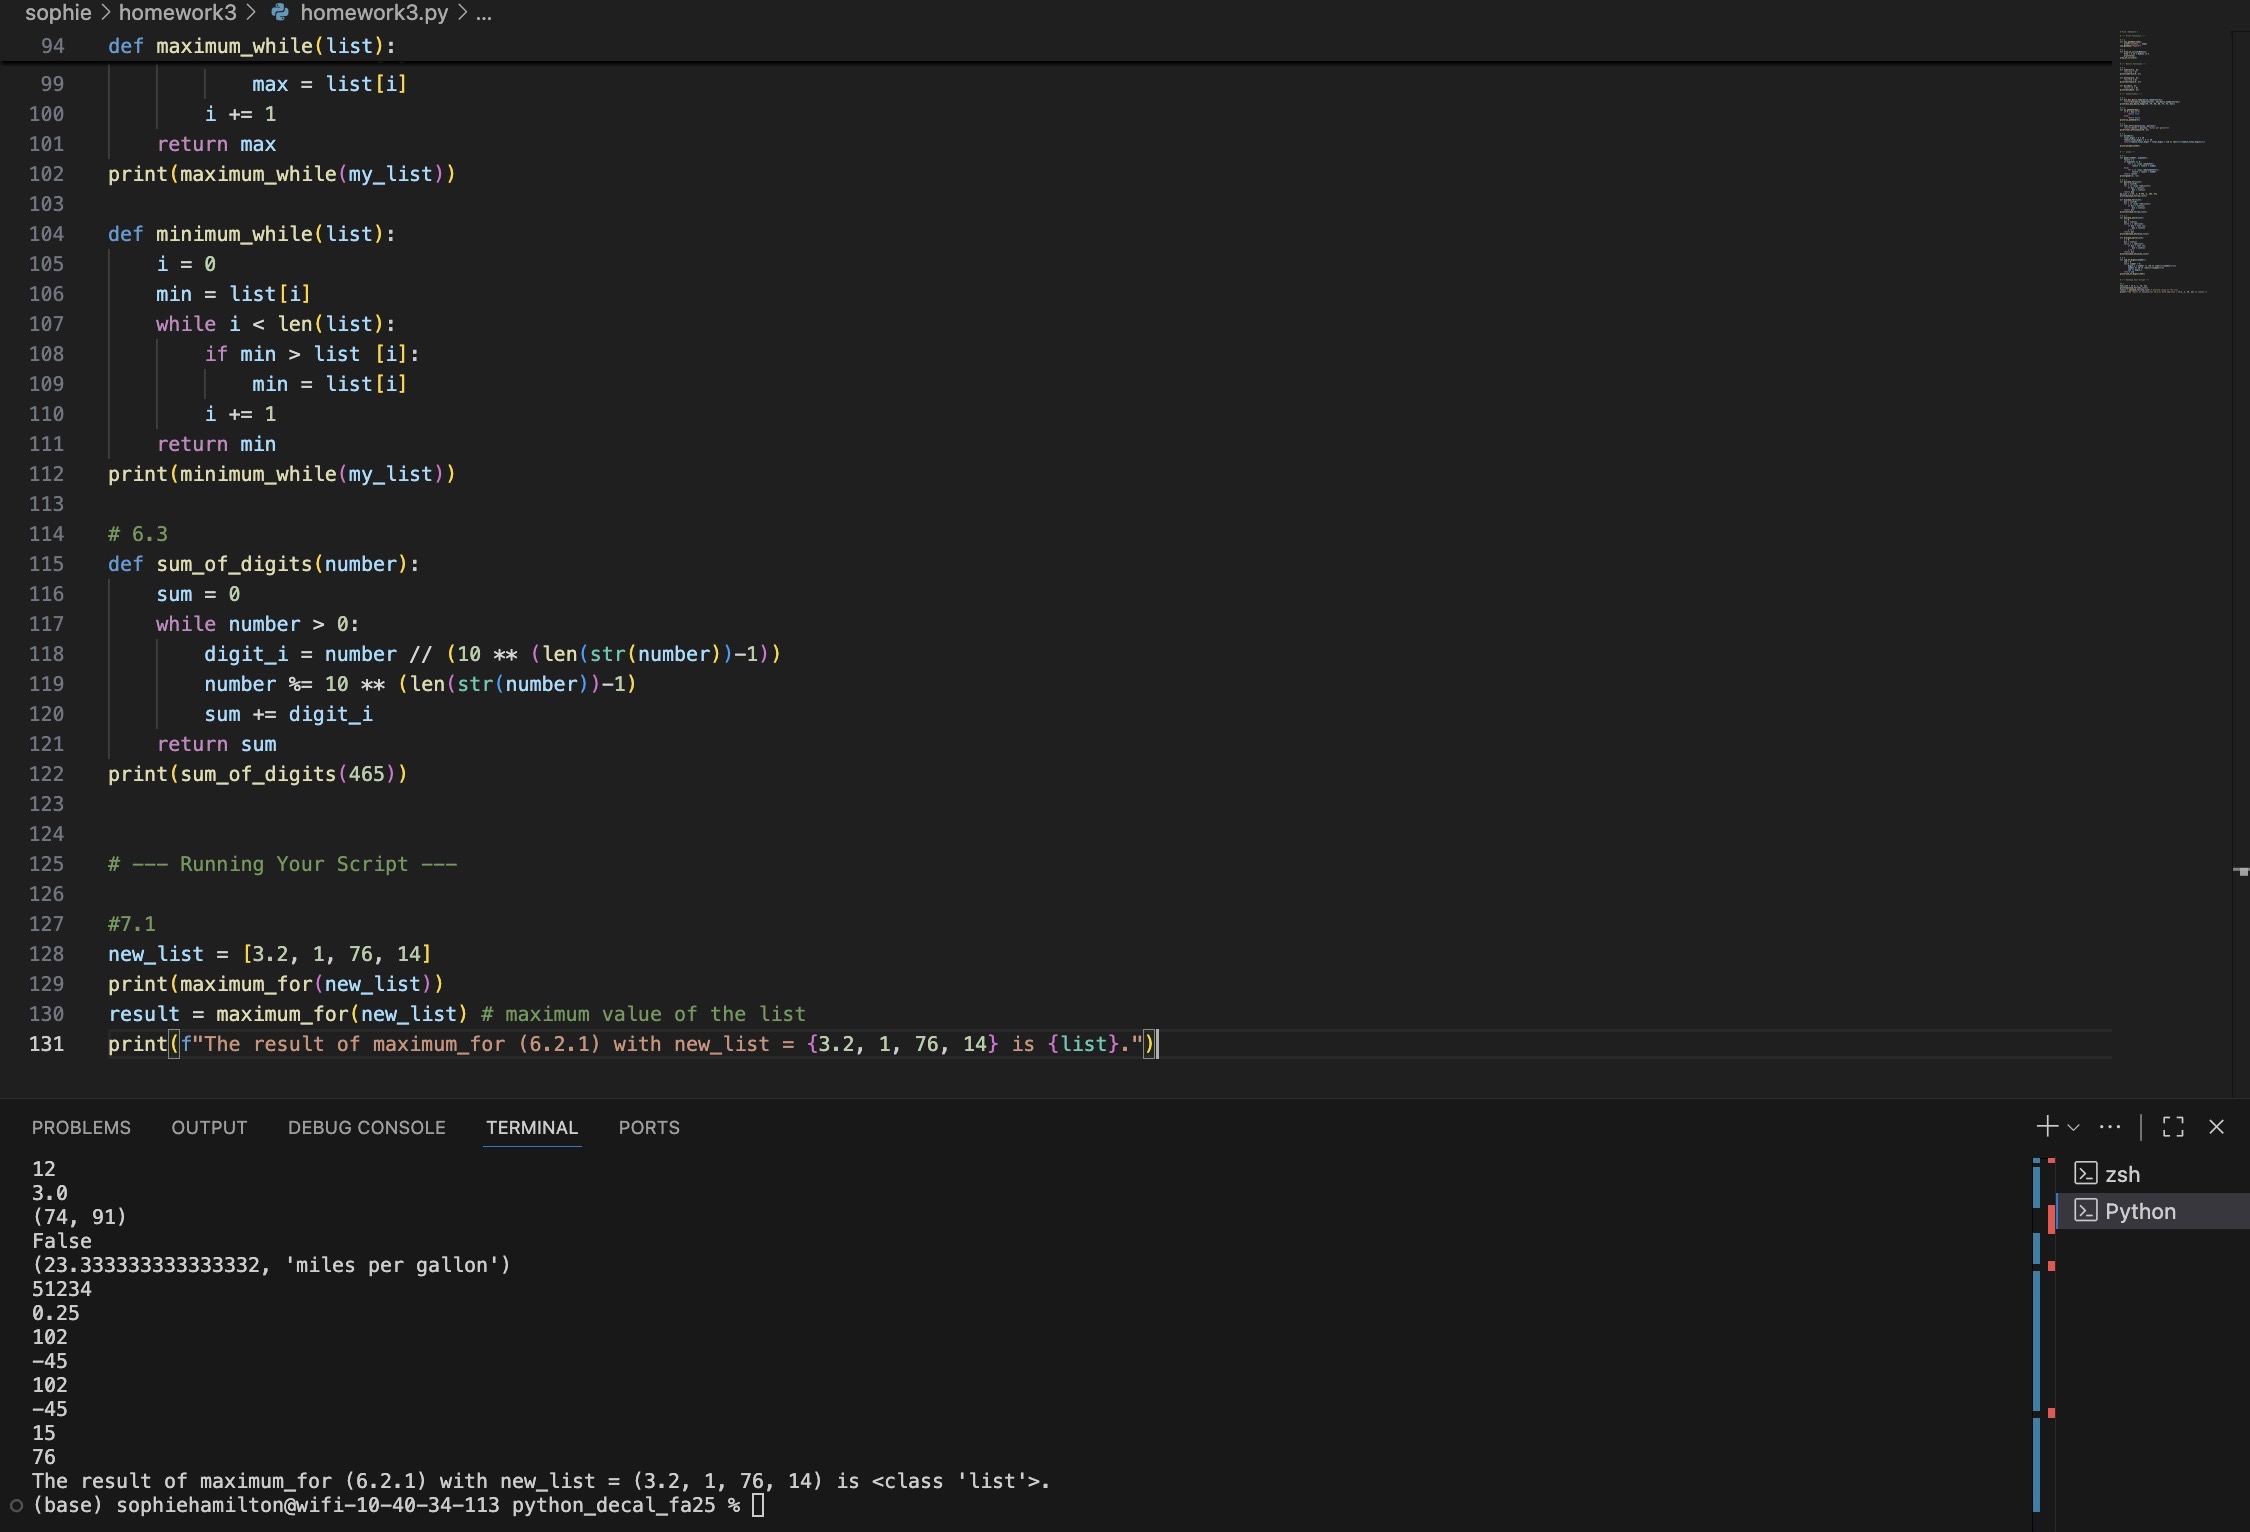 sophie > homework3 > homework3.py > ...
94 def maximum_while(list):
99 max = list[i]
100 i += 1
101 return max
102 print(maximum_while(my_list))
103
104 def minimum_while(list):
105 i = 0
106 min = list[i]
107 while i < len(list):
108 if min > list [i]:
109 min = list[i]
110 i += 1
111 return min
112 print(minimum_while(my_list))
113
114 # 6.3
115 def sum_of_digits(number):
116 sum = 0
117 while number > 0:
118 digit_i = number // (10 ** (len(str(number))-1))
119 number %= 10 ** (len(str(number))-1)
120 sum += digit_i
121 return sum
122 print(sum_of_digits(465))
123
124
125 # --- Running Your Script ---
126
127 #7.1
128 new_list = [3.2, 1, 76, 14]
129 print(maximum_for(new_list))
130 result = maximum_for(new_list) # maximum value of the list
131 print(f"The result of maximum_for (6.2.1) with new_list = {3.2, 1, 76, 14} is {list}.")
PROBLEMS OUTPUT DEBUG CONSOLE TERMINAL PORTS
12
3.0
(74, 91)
False
(23.333333333333332, 'miles per gallon')
51234
0.25
102
-45
102
-45
15
76
The result of maximum_for (6.2.1) with new_list = (3.2, 1, 76, 14) is <class 'list'>.
(base) sophiehamilton@wifi-10-40-34-113 python_decal_fa25 %
zsh
Python